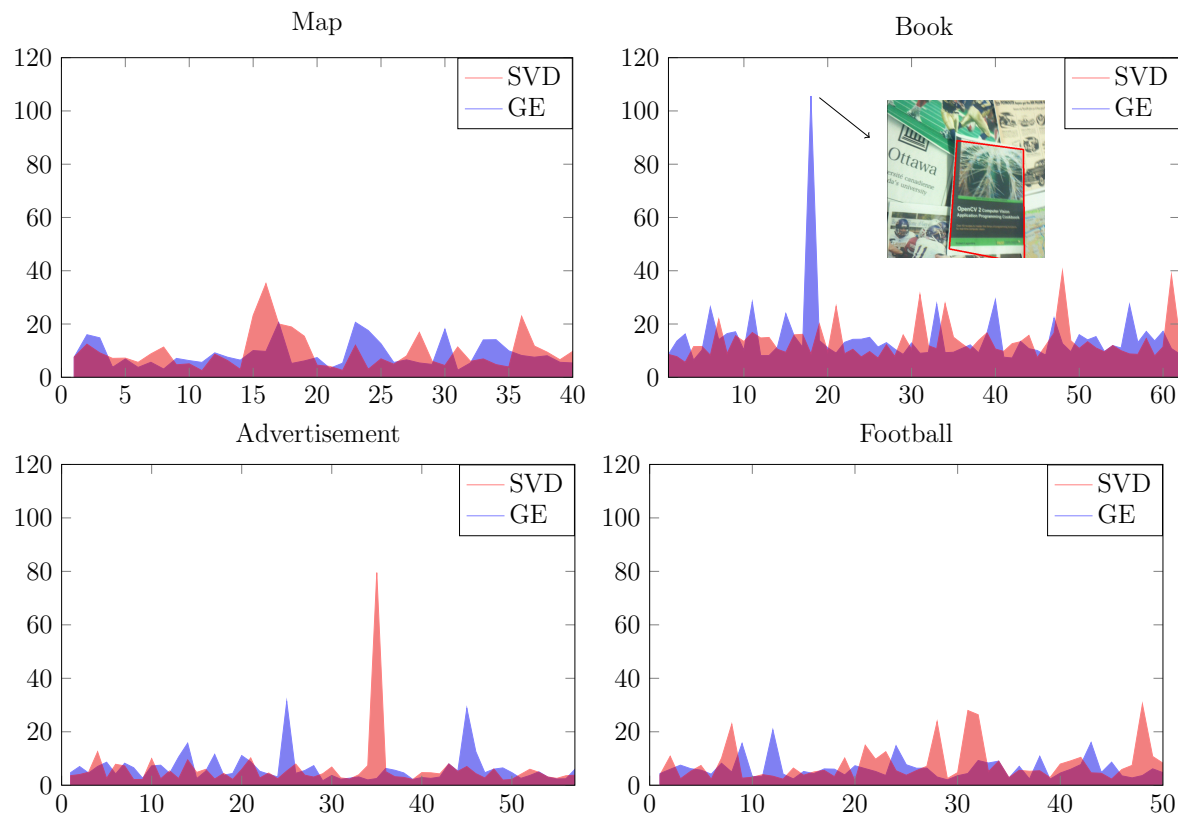 Map
120
100
80
60
40
20
0
0 5 10 15 20 25 30 35 40
SVD
GE
Book
120
100
80
60
40
20
0
10 20 30 40 50 60
SVD
GE
Ottawa
OpenCV 2 Computer Vision
Application Programming Cookbook
Advertisement
120
100
80
60
40
20
0
0 10 20 30 40 50
SVD
GE
Football
120
100
80
60
40
20
0
0 10 20 30 40 50
SVD
GE